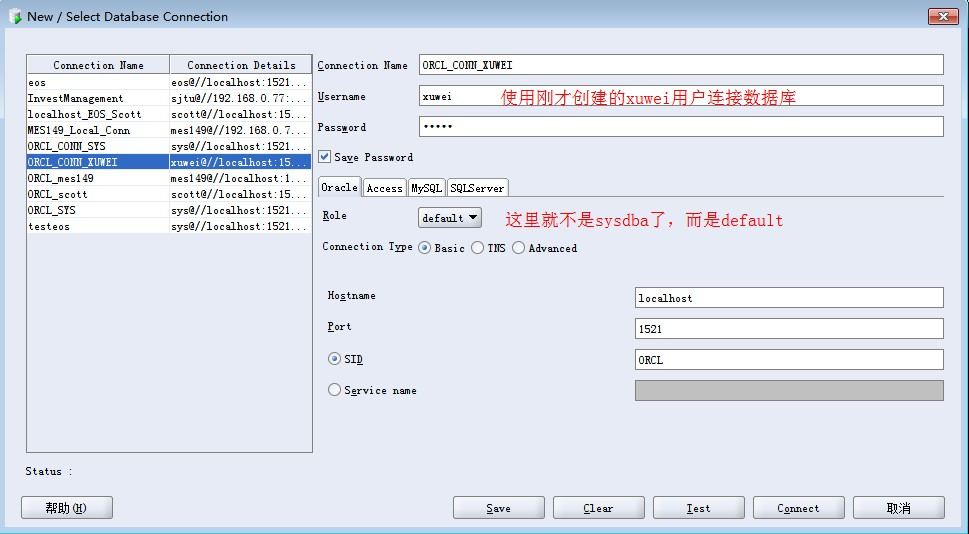 New / Select Database Connection
Connection Name Connection Details
eos eos@//localhost:1521...
InvestManagement sjtu@//192.168.0.77:...
localhost_EOS_Scott scott@//localhost:15...
MES149_Local_Conn mes149@//192.168.0.7...
ORCL_CONN_SYS sys@//localhost:1521...
ORCL_CONN_XUWEI xuwei@//localhost:15...
ORCL_mes149 mes149@//localhost:1...
ORCL_scott scott@//localhost:15...
ORCL_SYS sys@//localhost:1521...
testeos sys@//localhost:1521...
Connection Name ORCL_CONN_XUWEI
Username xuwei 使用刚才创建的xuwei用户连接数据库
Password •••••
Save Password
Oracle Access MySQL SQLServer
Role default 这里就不是sysdba了，而是default
Connection Type Basic TNS Advanced
Hostname localhost
Port 1521
SID ORCL
Service name
Status :
帮助(H) Save Clear Test Connect 取消